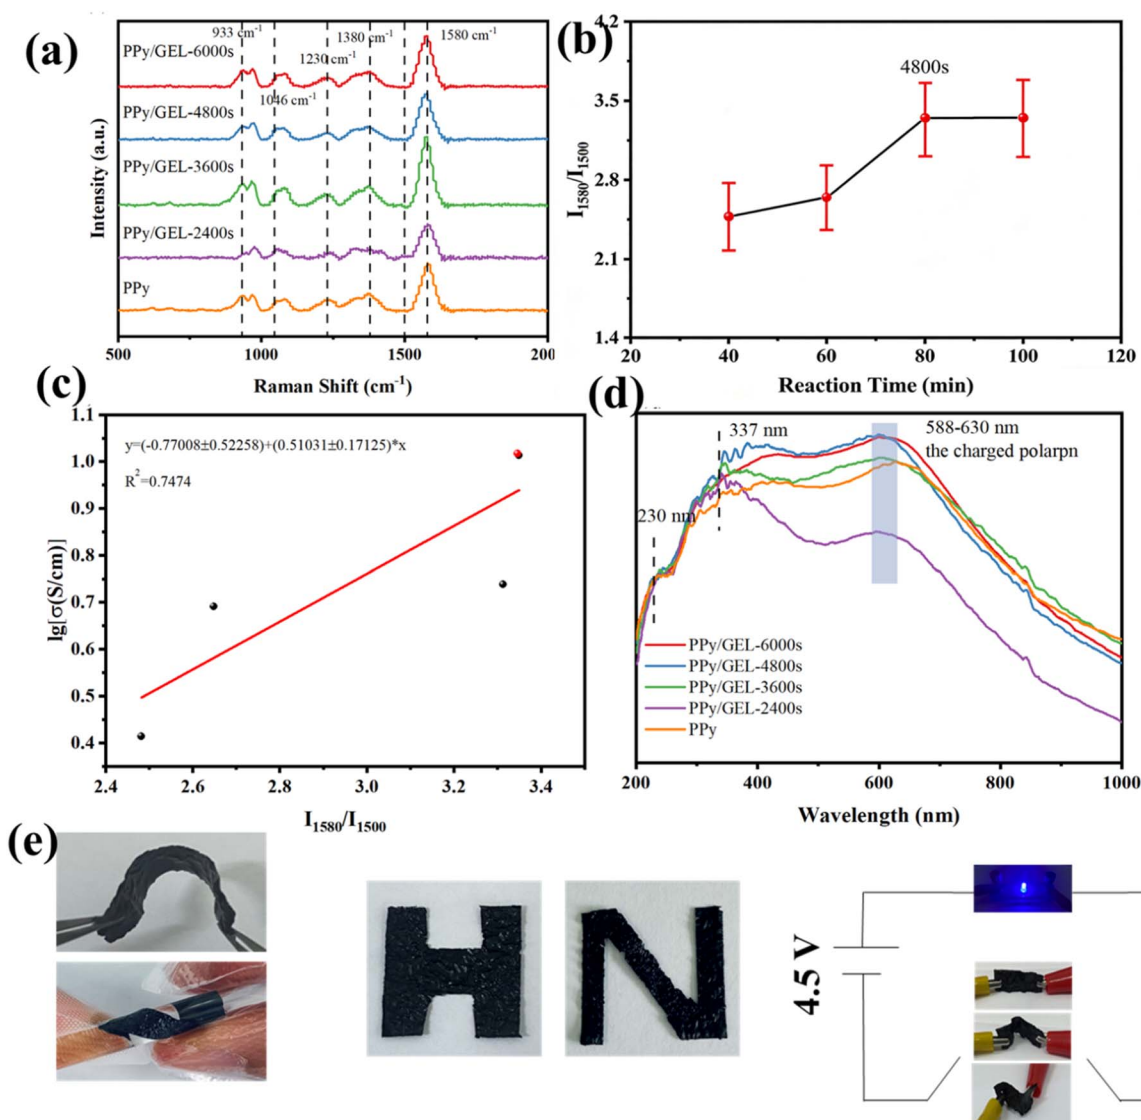 (a)
933 cm-1
1380 cm-1
1580 cm-1
1230 cm-1
1046 cm-1
PPy/GEL-6000s
PPy/GEL-4800s
PPy/GEL-3600s
PPy/GEL-2400s
PPy
Intensity (a.u.)
500
1000
1500
200
Raman Shift (cm-1)
(b)
4.2
3.5
2.8
2.1
1.4
I1580/I1500
4800s
20
40
60
80
100
120
Reaction Time (min)
(c)
1.1
1.0
0.9
0.8
0.7
0.6
0.5
0.4
lg[σ(S/cm)]
y=(-0.77008±0.52258)+(0.51031±0.17125)*x
R2=0.7474
2.4
2.6
2.8
3.0
3.2
3.4
I1580/I1500
(d)
337 nm
588-630 nm
the charged polarpn
230 nm
PPy/GEL-6000s
PPy/GEL-4800s
PPy/GEL-3600s
PPy/GEL-2400s
PPy
200
400
600
800
1000
Wavelength (nm)
(e)
H
N
4.5 V